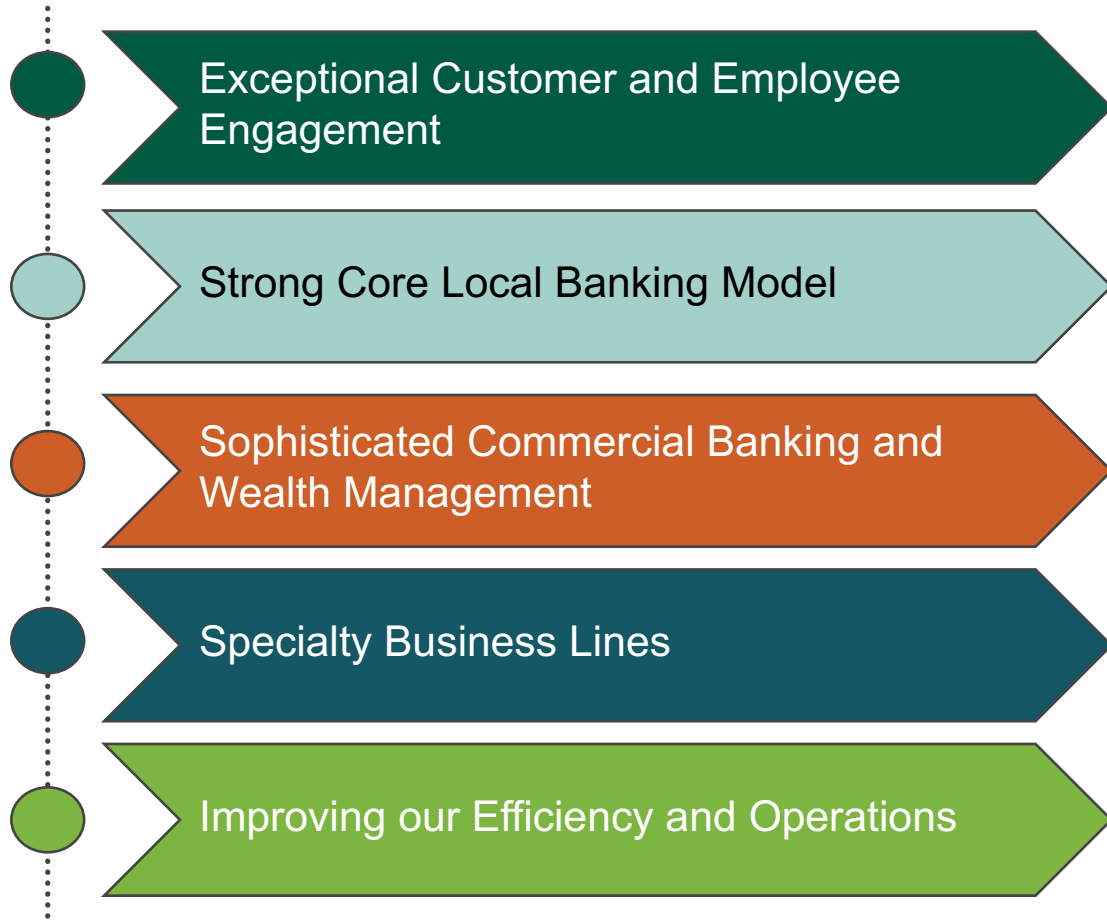 Exceptional Customer and Employee
Engagement
Strong Core Local Banking Model
Sophisticated Commercial Banking and
Wealth Management
Specialty Business Lines
Improving our Efficiency and Operations